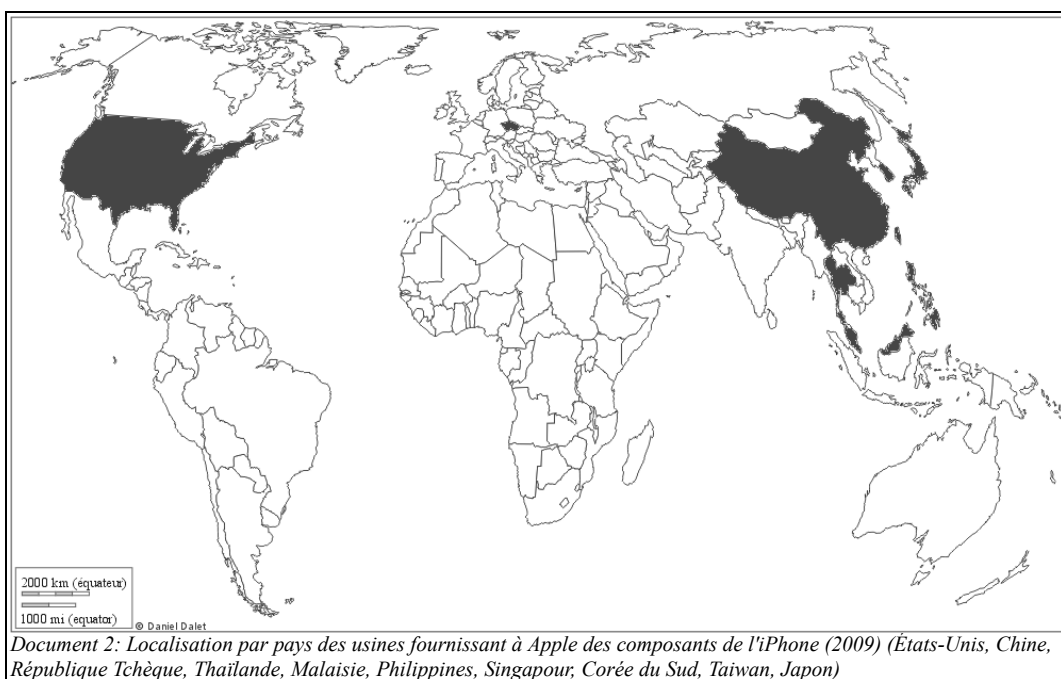 2000 km (équateur)
1000 mi (equator)
© Daniel Dalet
Document 2: Localisation par pays des usines fournissant à Apple des composants de l'iPhone (2009) (États-Unis, Chine,
République Tchèque, Thaïlande, Malaisie, Philippines, Singapour, Corée du Sud, Taiwan, Japon)